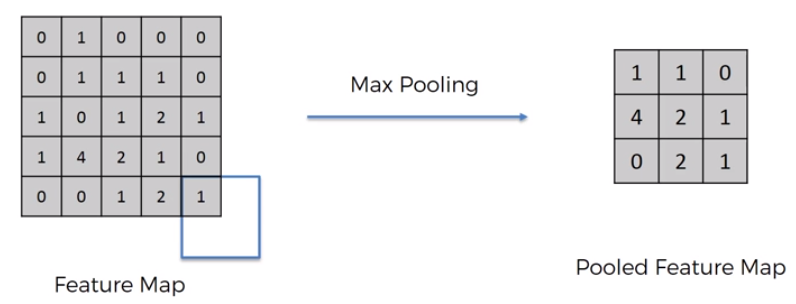 0 1 0 0 0
0 1 1 1 0
1 0 1 2 1
1 4 2 1 0
0 0 1 2 1
Feature Map
Max Pooling
1 1 0
4 2 1
0 2 1
Pooled Feature Map